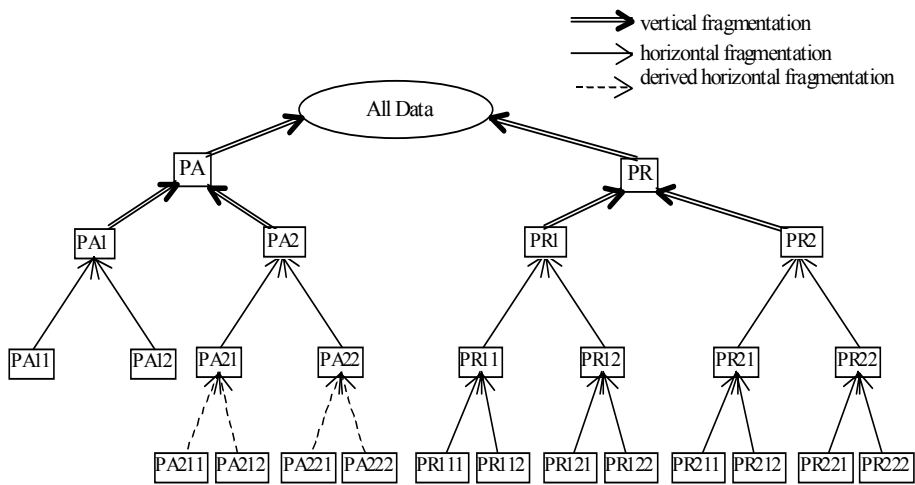 vertical fragmentation
horizontal fragmentation
derived horizontal fragmentation
All Data
PA
PR
PA1
PA2
PR1
PR2
PA11
PA12
PA21
PA22
PR11
PR12
PR21
PR22
PA211
PA212
PA221
PA222
PR111
PR112
PR121
PR122
PR211
PR212
PR221
PR222